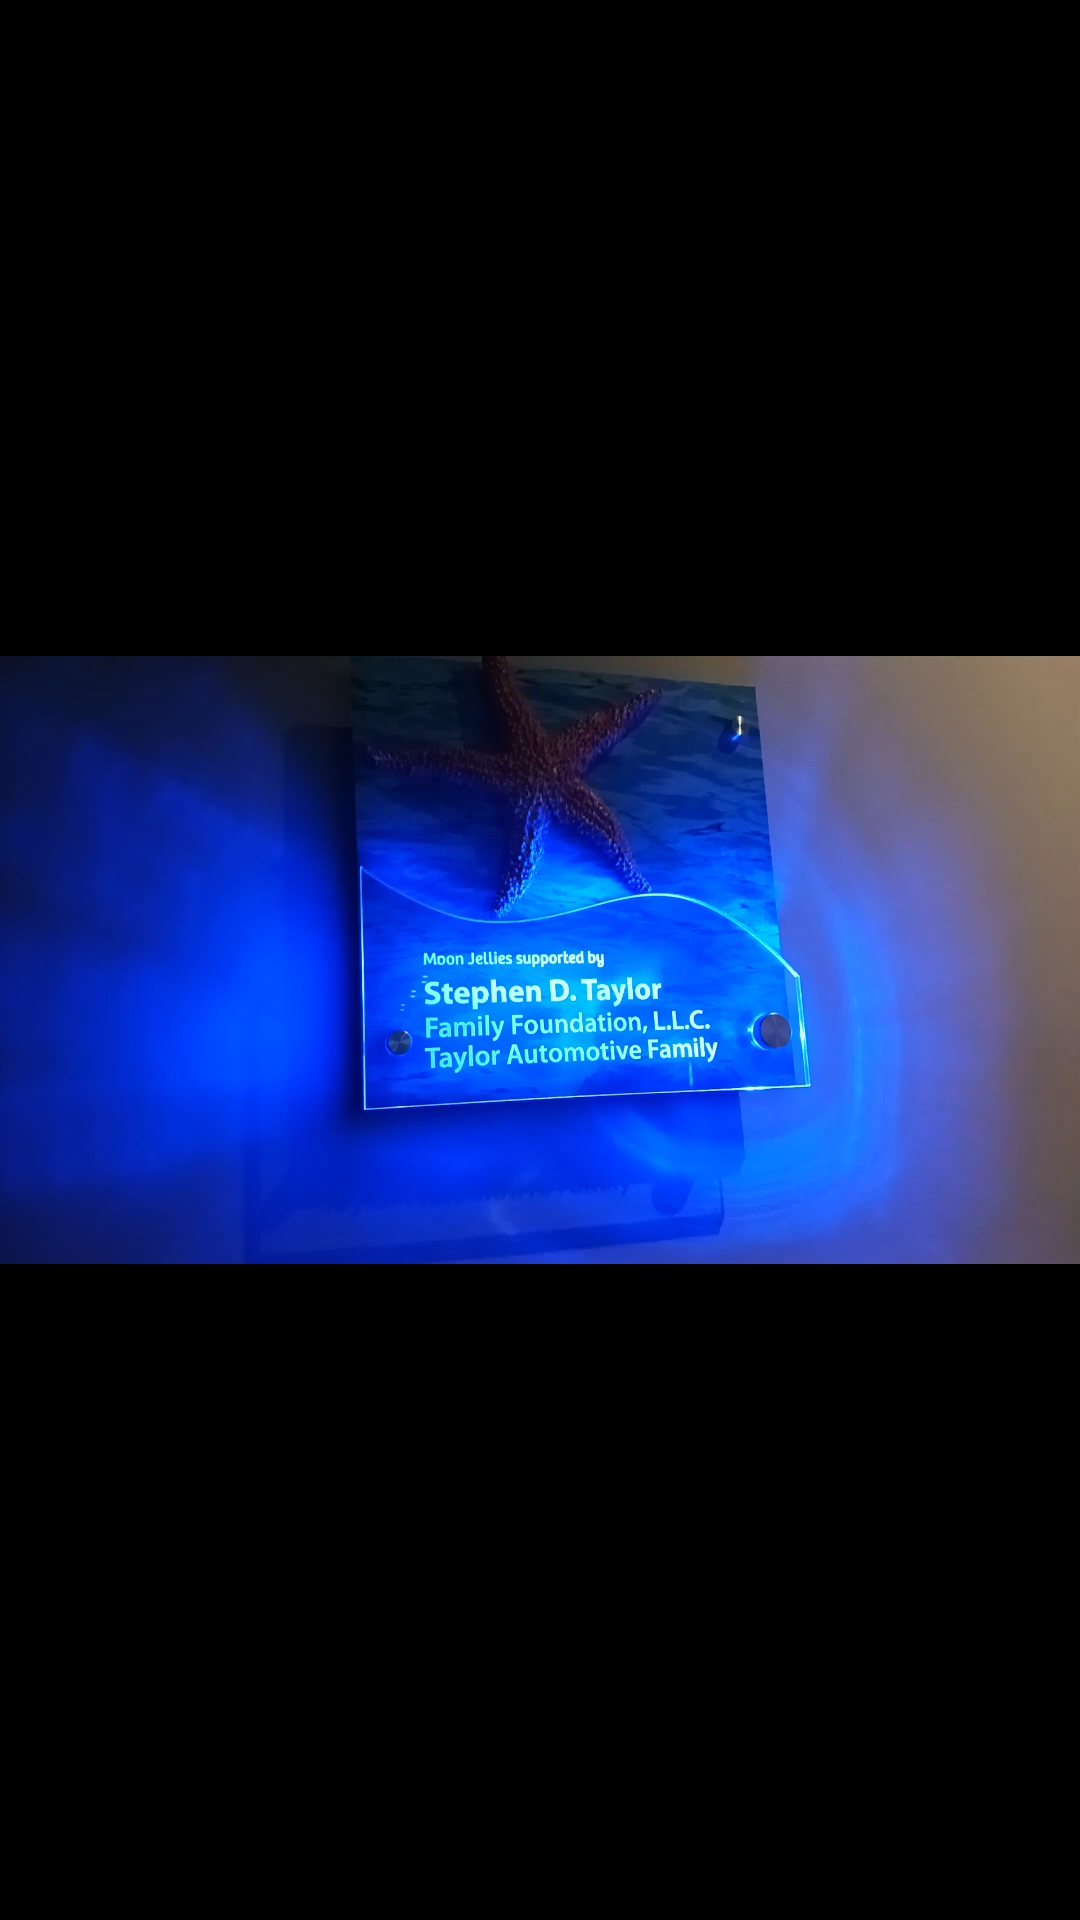 Moon Jellies supported by
Stephen D. Taylor
Family Foundation, L.L.C.
Taylor Automotive Family